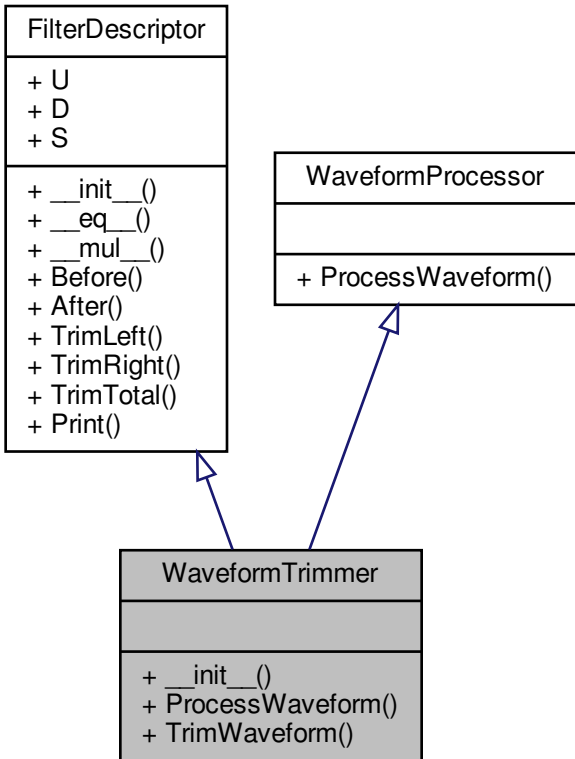 FilterDescriptor
+ U
+ D
+ S
+ __init__()
+ __eq__()
+ __mul__()
+ Before()
+ After()
+ TrimLeft()
+ TrimRight()
+ TrimTotal()
+ Print()
WaveformProcessor
+ ProcessWaveform()
WaveformTrimmer
+ __init__()
+ ProcessWaveform()
+ TrimWaveform()